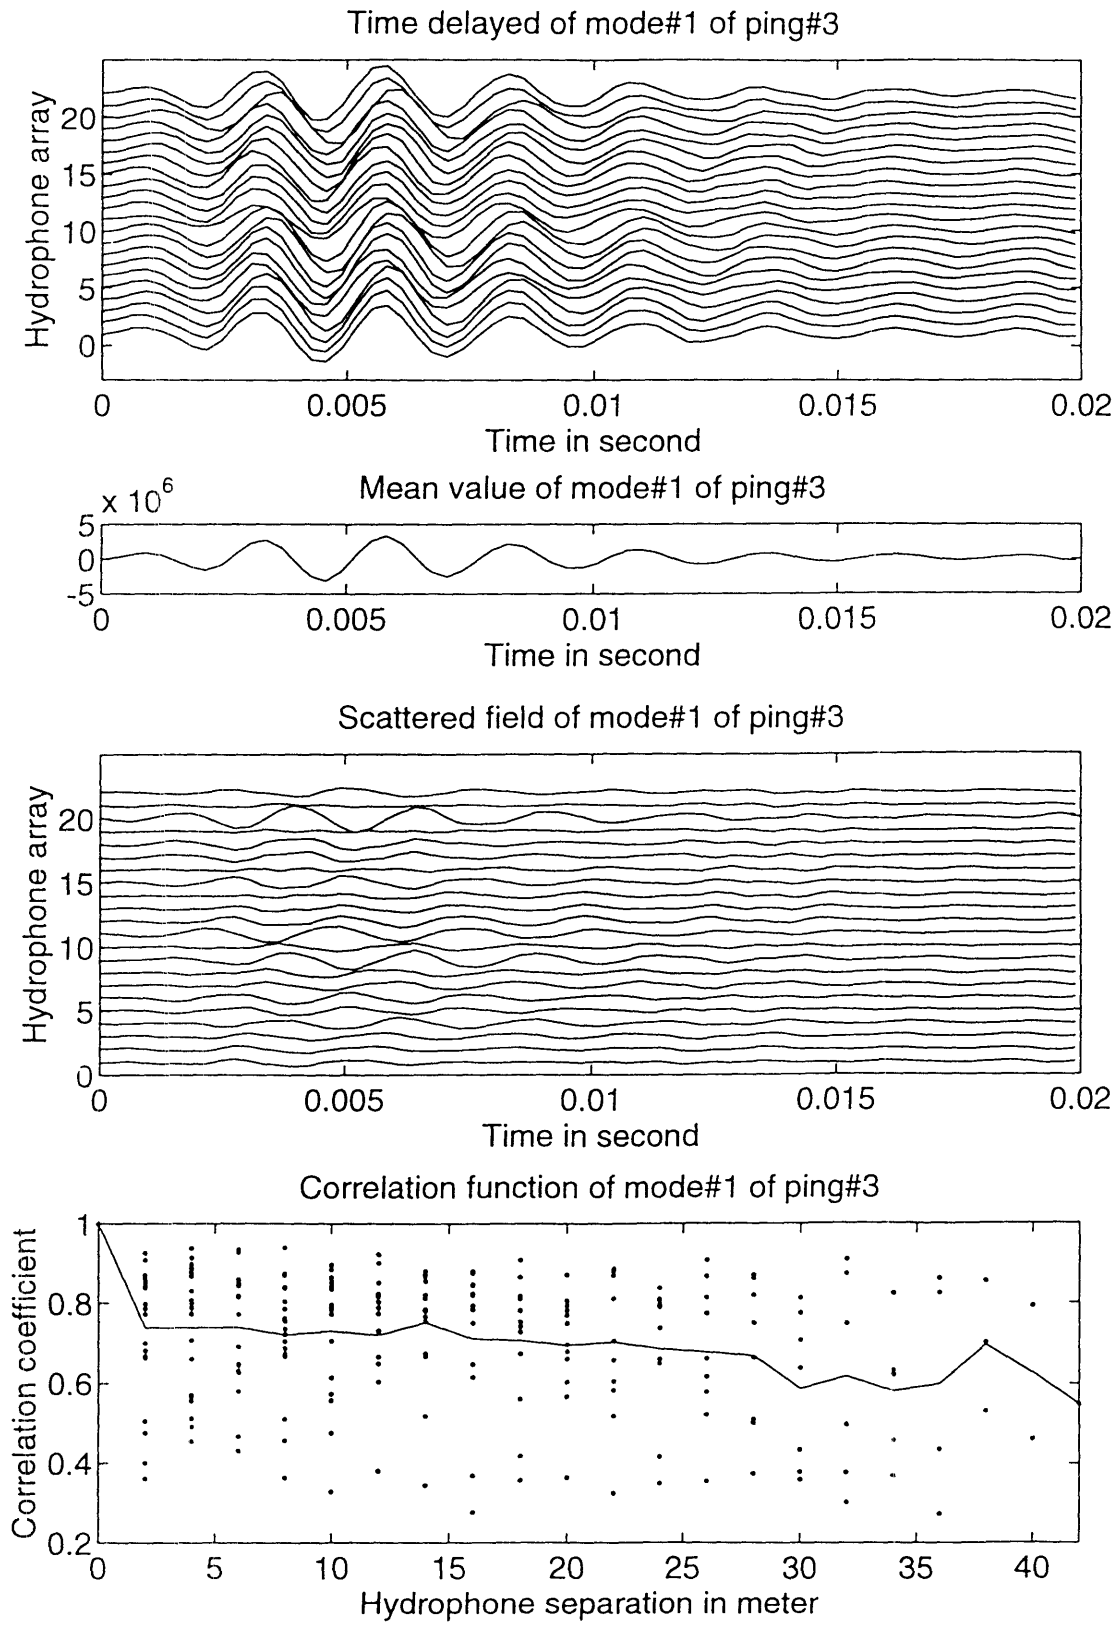 Time delayed of mode#1 of ping#3
Hydrophone array
20
15
10
5
0
0 0.005 0.01 0.015 0.02
Time in second
Mean value of mode#1 of ping#3
x 10^6
5
0
-5
0 0.005 0.01 0.015 0.02
Time in second
Scattered field of mode#1 of ping#3
Hydrophone array
20
15
10
5
0
0 0.005 0.01 0.015 0.02
Time in second
Correlation function of mode#1 of ping#3
Correlation coefficient
1
0.8
0.6
0.4
0.2
0 5 10 15 20 25 30 35 40
Hydrophone separation in meter